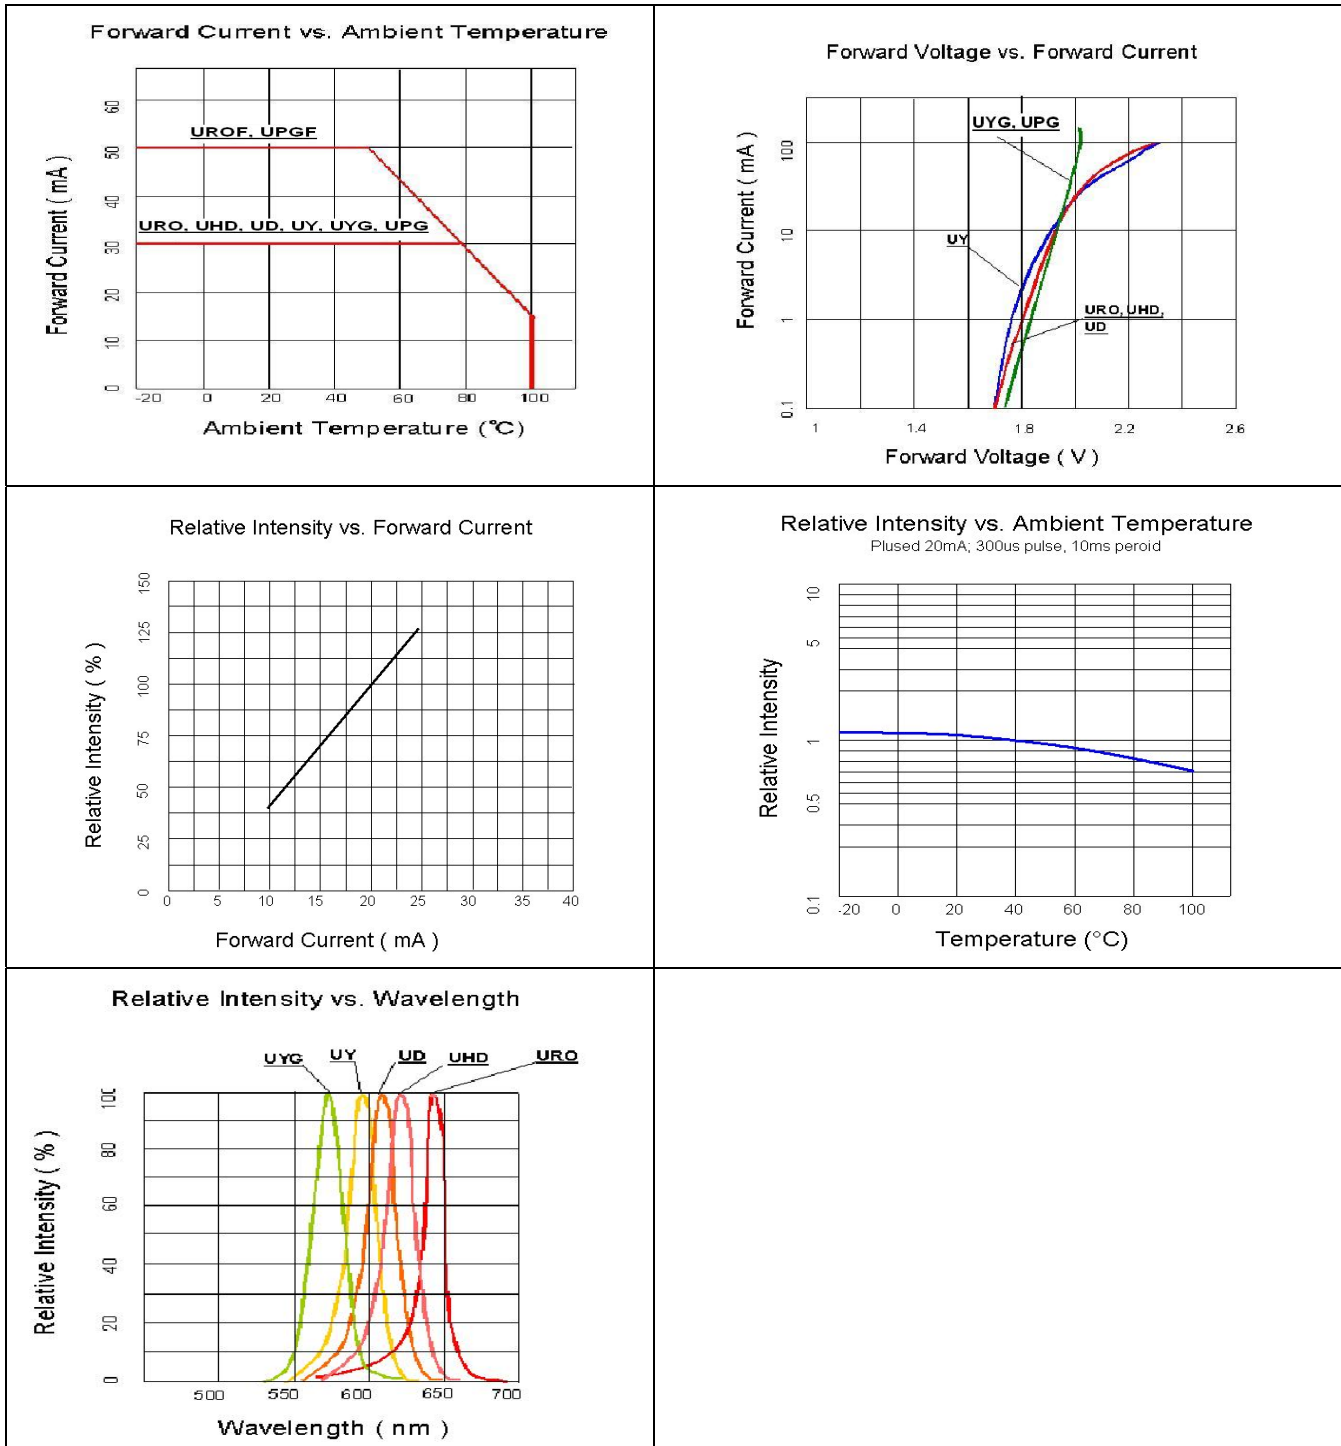 Forward Current vs. Ambient Temperature
Forward Current ( mA )
60
50
40
30
20
10
0
UROF, UPGF
URO, UHD, UD, UY, UYG, UPG
-20 0 20 40 60 80 100
Ambient Temperature (℃)
Forward Voltage vs. Forward Current
Forward Current ( mA )
100
10
1
0.1
UYG, UPG
UY
URO, UHD,
UD
1 1.4 1.8 2.2 2.6
Forward Voltage ( V )
Relative Intensity vs. Forward Current
Relative Intensity ( % )
150
125
100
75
50
25
0
0 5 10 15 20 25 30 35 40
Forward Current ( mA )
Relative Intensity vs. Ambient Temperature
Plused 20mA; 300us pulse, 10ms peroid
Relative Intensity
10
5
1
0.5
0.1
-20 0 20 40 60 80 100
Temperature (°C)
Relative Intensity vs. Wavelength
UYG UY UD UHD URO
Relative Intensity ( % )
100
80
60
40
20
0
500 550 600 650 700
Wavelength ( nm )